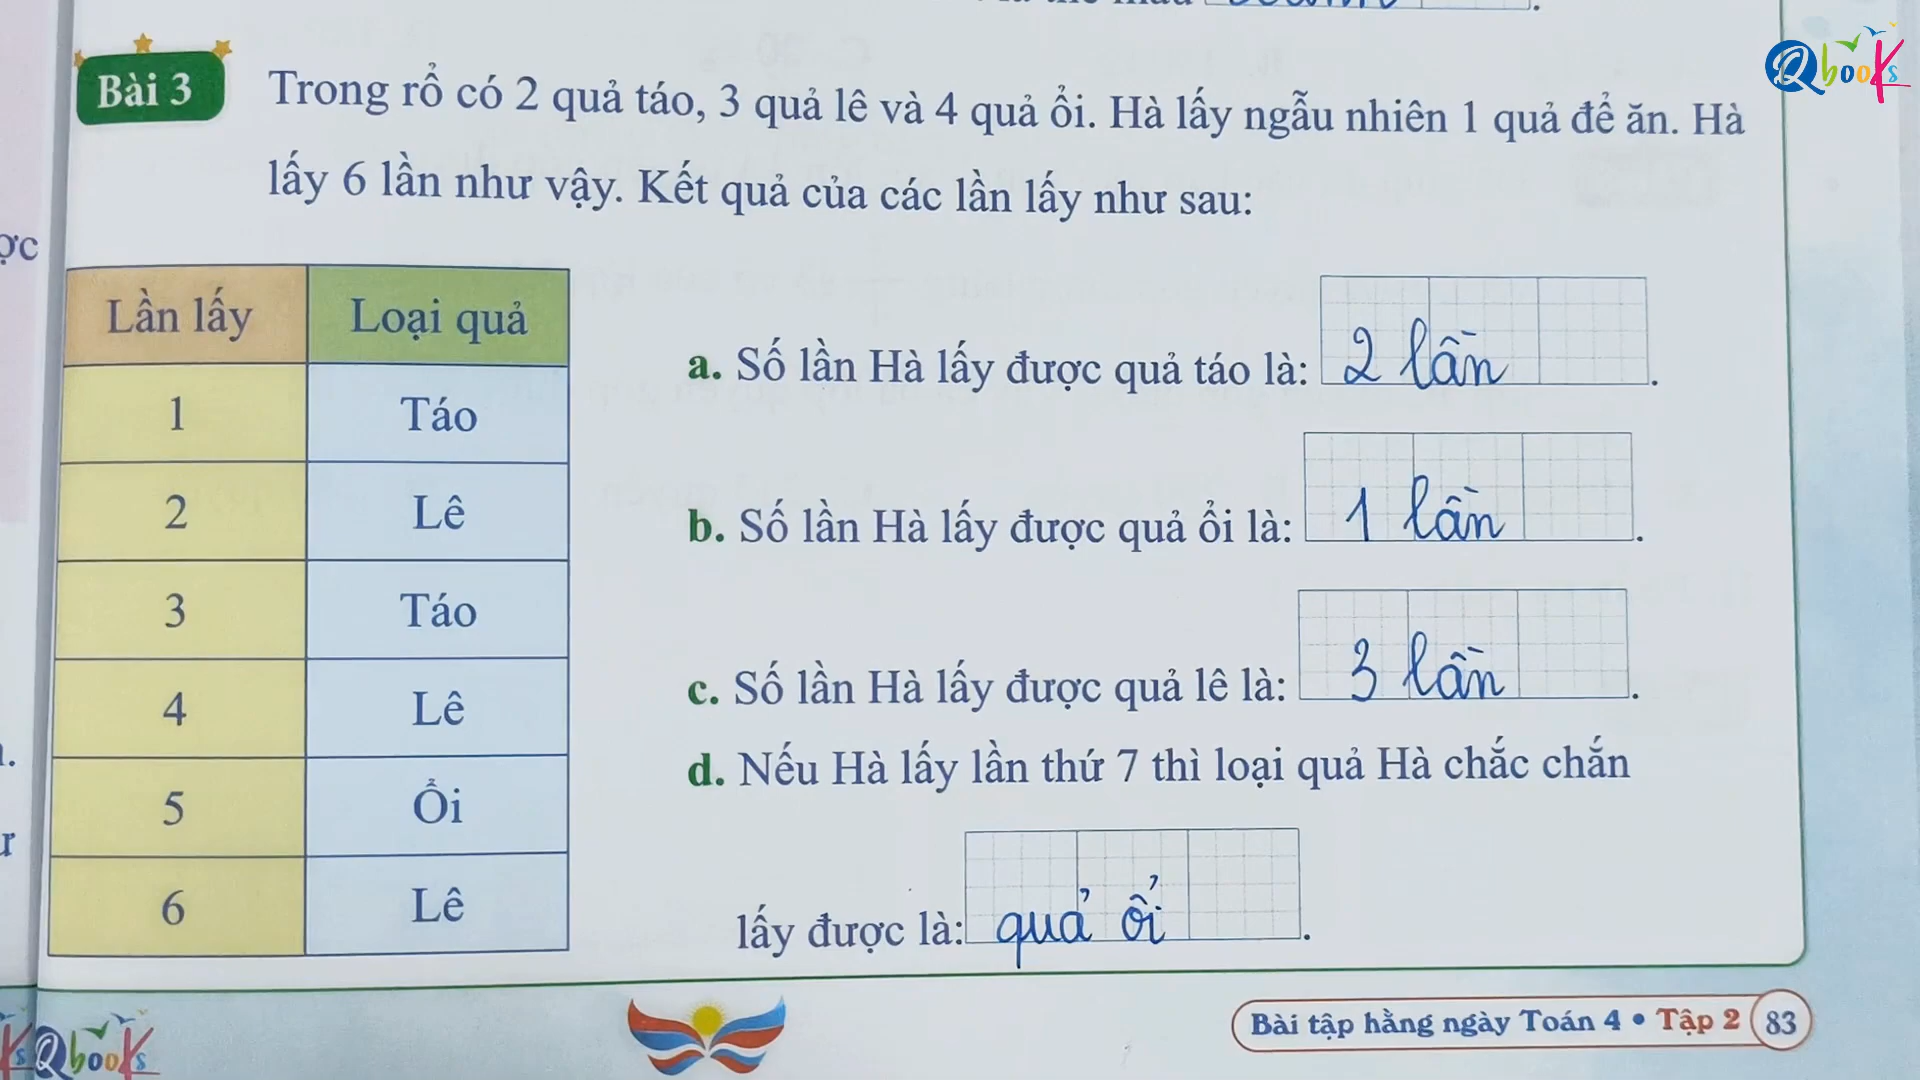 Qbooks
Bài 3
Trong rổ có 2 quả táo, 3 quả lê và 4 quả ổi. Hà lấy ngẫu nhiên 1 quả để ăn. Hà
lấy 6 lần như vậy. Kết quả của các lần lấy như sau:
Lần lấy Loại quả
1 Táo
2 Lê
3 Táo
4 Lê
5 Ổi
6 Lê
a. Số lần Hà lấy được quả táo là: 2 lần.
b. Số lần Hà lấy được quả ổi là: 1 lần.
c. Số lần Hà lấy được quả lê là: 3 lần.
d. Nếu Hà lấy lần thứ 7 thì loại quả Hà chắc chắn
lấy được là: quả ổi.
Qbooks
Bài tập hằng ngày Toán 4 • Tập 2 83